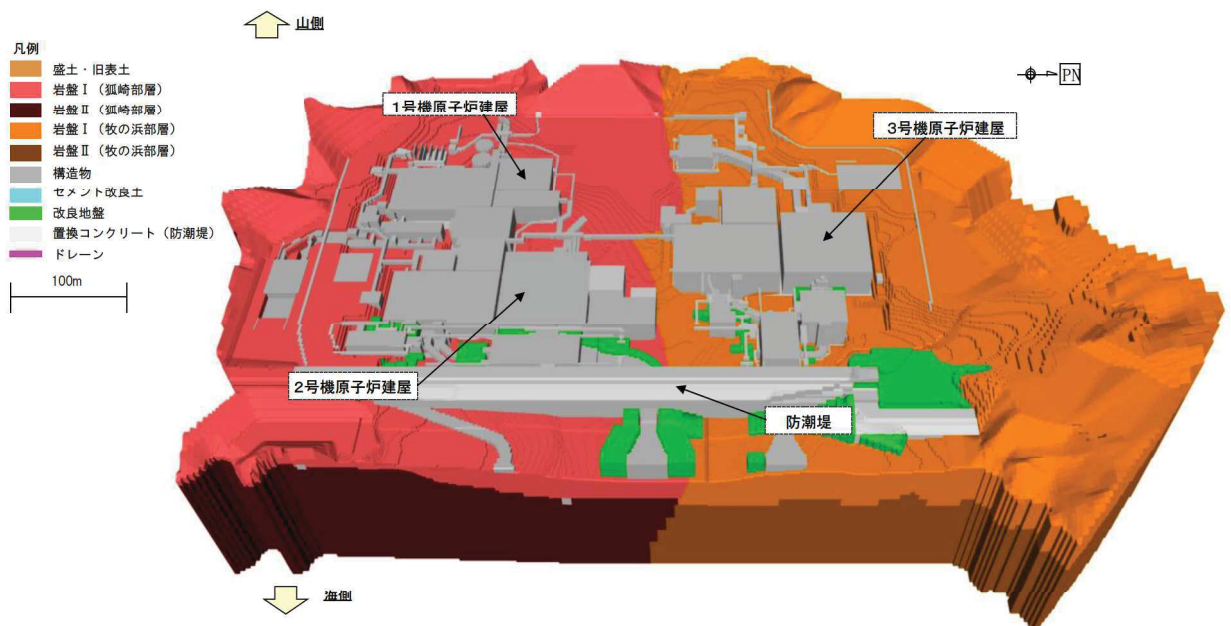 山側
凡例
盛土・旧表土
岩盤Ⅰ（狐崎部層）
岩盤Ⅱ（狐崎部層）
岩盤Ⅰ（牧の浜部層）
岩盤Ⅱ（牧の浜部層）
構造物
セメント改良土
改良地盤
置換コンクリート（防潮堤）
ドレーン
100m
PN
1号機原子炉建屋
3号機原子炉建屋
2号機原子炉建屋
防潮堤
海側